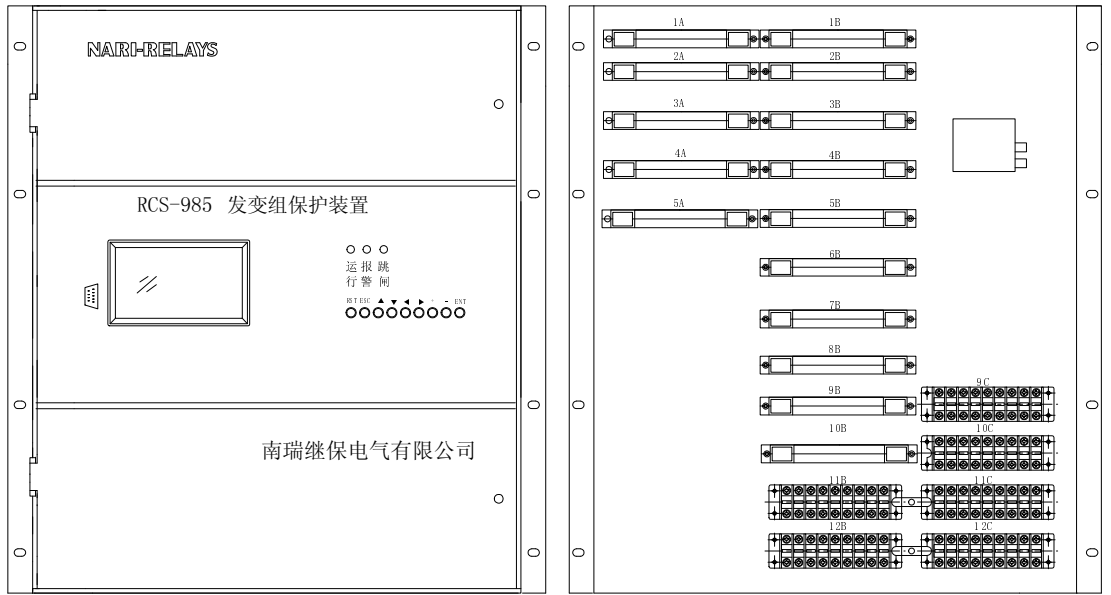 NARI-RELAYS
RCS-985 发变组保护装置
运 报 跳
行 警 闸
RST ESC ▲ ▼ ◀ ▶ + - ENT
南瑞继保电气有限公司
1A 1B
2A 2B
3A 3B
4A 4B
5A 5B
6B
7B
8B
9B 9C
10B 10C
11B 11C
12B 12C